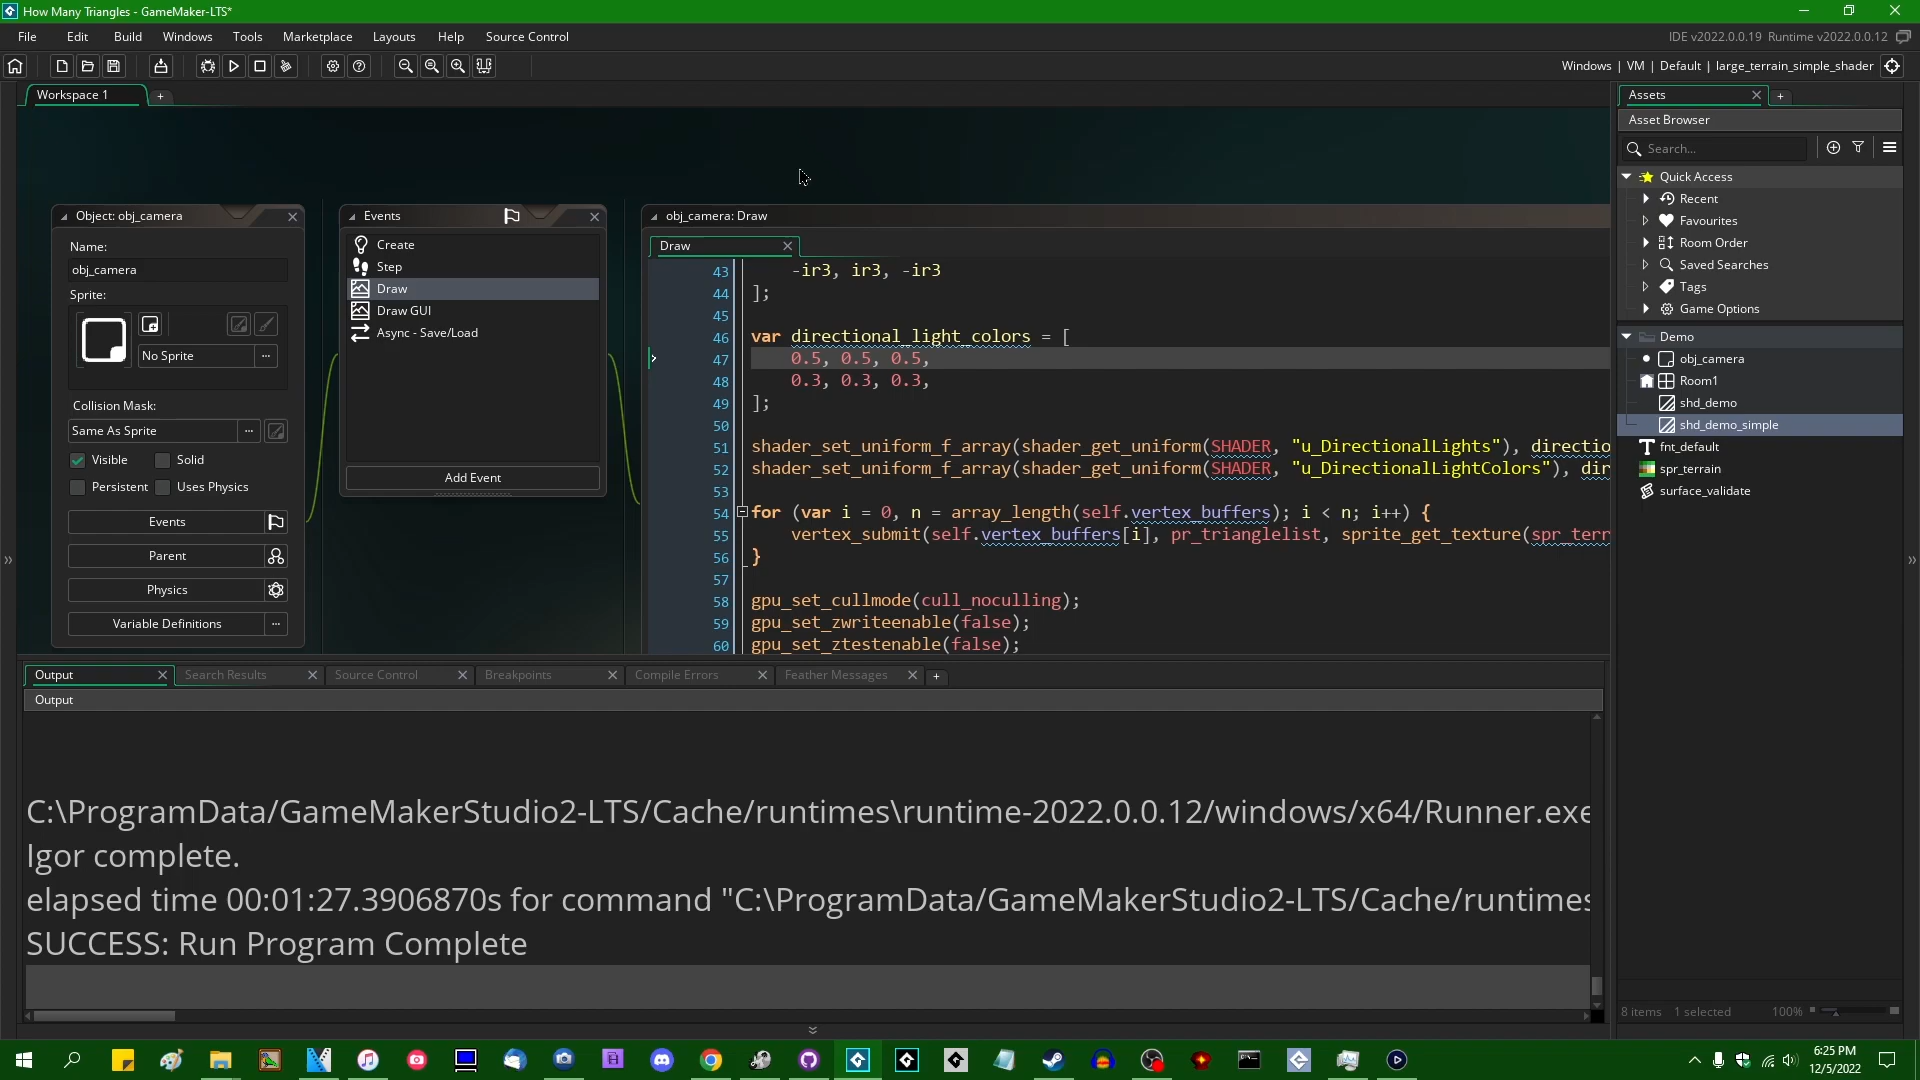 How Many Triangles - GameMaker-LTS*
File Edit Build Windows Tools Marketplace Layouts Help Source Control
IDE v2022.0.0.19 Runtime v2022.0.0.12
Windows | VM | Default | large_terrain_simple_shader
Workspace 1
Object: obj_camera
Name:
obj_camera
Sprite:
No Sprite
Collision Mask:
Same As Sprite
Visible Solid
Persistent Uses Physics
Events
Parent
Physics
Variable Definitions
Events
Create
Step
Draw
Draw GUI
Async - Save/Load
Add Event
obj_camera: Draw
Draw
43 -ir3, ir3, -ir3
44 ];
45
46 var directional_light_colors = [
47 0.5, 0.5, 0.5,
48 0.3, 0.3, 0.3,
49 ];
50
51 shader_set_uniform_f_array(shader_get_uniform(SHADER, "u_DirectionalLights"), directio
52 shader_set_uniform_f_array(shader_get_uniform(SHADER, "u_DirectionalLightColors"), dir
53
54 for (var i = 0, n = array_length(self.vertex_buffers); i < n; i++) {
55 vertex_submit(self.vertex_buffers[i], pr_trianglelist, sprite_get_texture(spr_terr
56 }
57
58 gpu_set_cullmode(cull_noculling);
59 gpu_set_zwriteenable(false);
60 gpu_set_ztestenable(false);
Assets
Asset Browser
Search...
Quick Access
Recent
Favourites
Room Order
Saved Searches
Tags
Game Options
Demo
obj_camera
Room1
shd_demo
shd_demo_simple
fnt_default
spr_terrain
surface_validate
8 items 1 selected 100%
Output Search Results Source Control Breakpoints Compile Errors Feather Messages
Output
C:\ProgramData/GameMakerStudio2-LTS/Cache/runtimes\runtime-2022.0.0.12/windows/x64/Runner.exe
Igor complete.
elapsed time 00:01:27.3906870s for command "C:\ProgramData/GameMakerStudio2-LTS/Cache/runtimes
SUCCESS: Run Program Complete
6:25 PM
12/5/2022